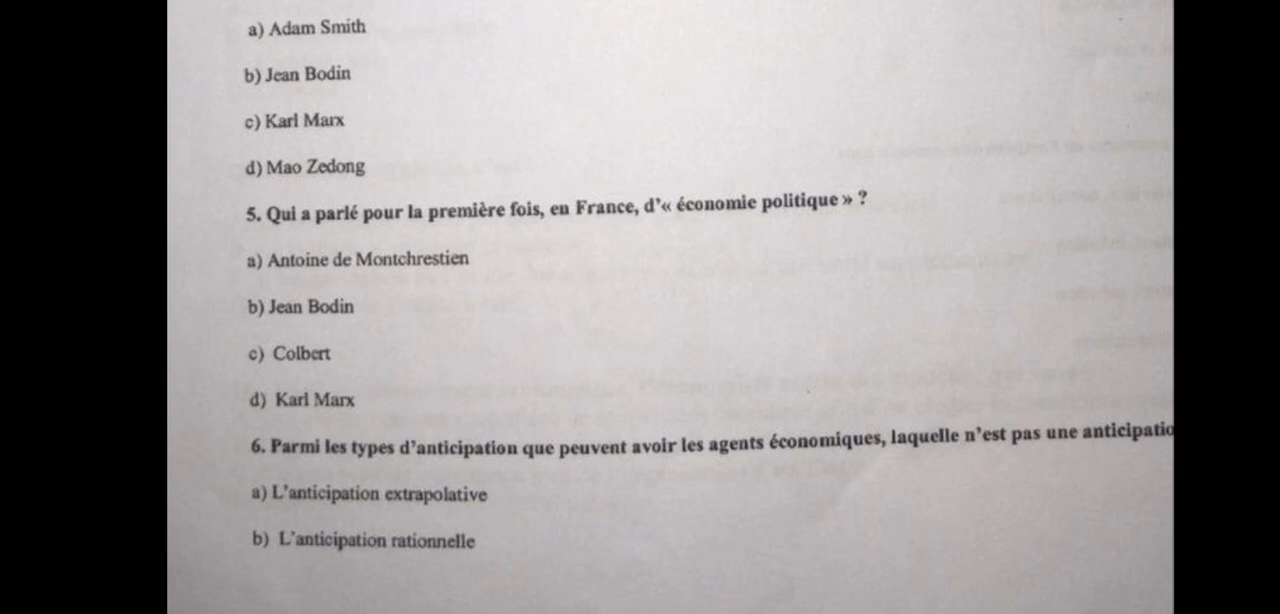 a) Adam Smith
b) Jean Bodin
c) Karl Marx
d) Mao Zedong
5. Qui a parlé pour la première fois, en France, d'« économie politique » ?
a) Antoine de Montchrestien
b) Jean Bodin
c) Colbert
d) Karl Marx
6. Parmi les types d'anticipation que peuvent avoir les agents économiques, laquelle n'est pas une anticipatio
a) L'anticipation extrapolative
b) L'anticipation rationnelle